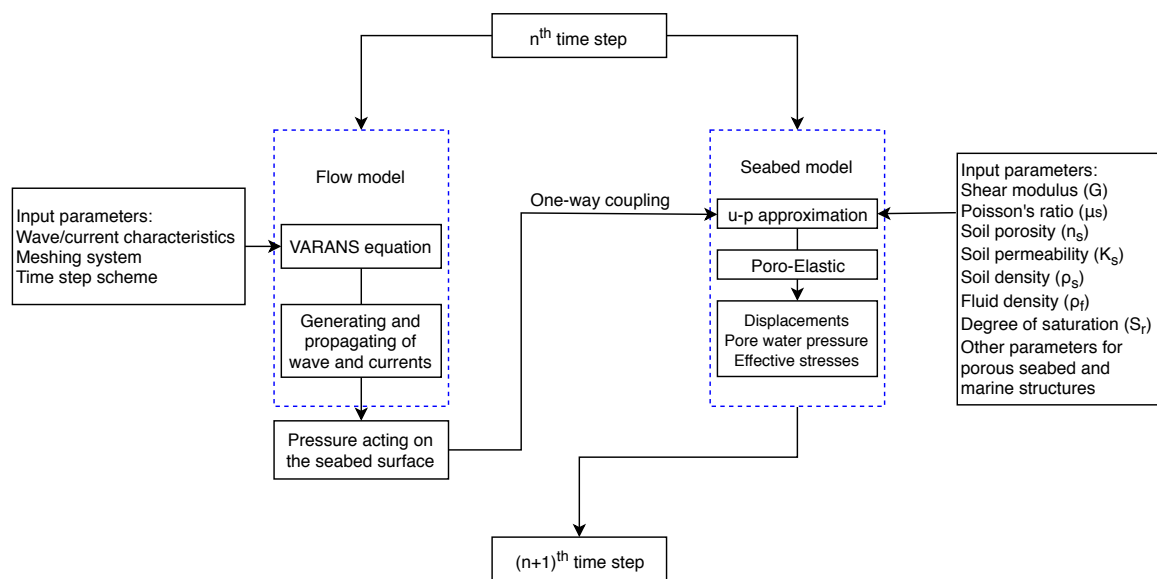 nth time step
Flow model
Input parameters:
Wave/current characteristics
Meshing system
Time step scheme
VARANS equation
Generating and
propagating of
wave and currents
Pressure acting on
the seabed surface
One-way coupling
Seabed model
u-p approximation
Poro-Elastic
Displacements
Pore water pressure
Effective stresses
Input parameters:
Shear modulus (G)
Poisson's ratio (μs)
Soil porosity (ns)
Soil permeability (Ks)
Soil density (ρs)
Fluid density (ρf)
Degree of saturation (Sr)
Other parameters for
porous seabed and
marine structures
(n+1)th time step